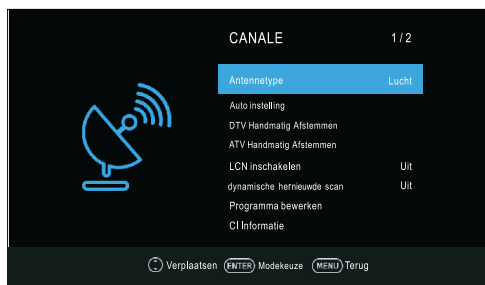 CANALE 1 / 2
Antennetype Lucht
Auto instelling
DTV Handmatig Afstemmen
ATV Handmatig Afstemmen
LCN inschakelen Uit
dynamische hernieuwde scan Uit
Programma bewerken
CI Informatie
Verplaatsen ENTER Modekeuze MENU Terug